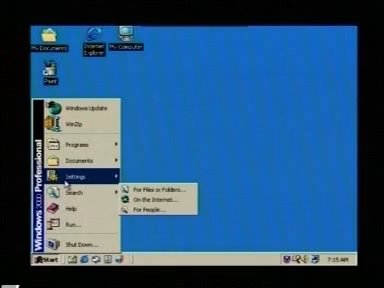 My Documents
Internet Explorer
My Computer
Paint
Windows Update
WinZip
Programs
Documents
Settings
Search
Help
Run...
Shut Down...
For Files or Folders...
On the Internet...
For People...
Windows 2000 Professional
Start
7:15 AM